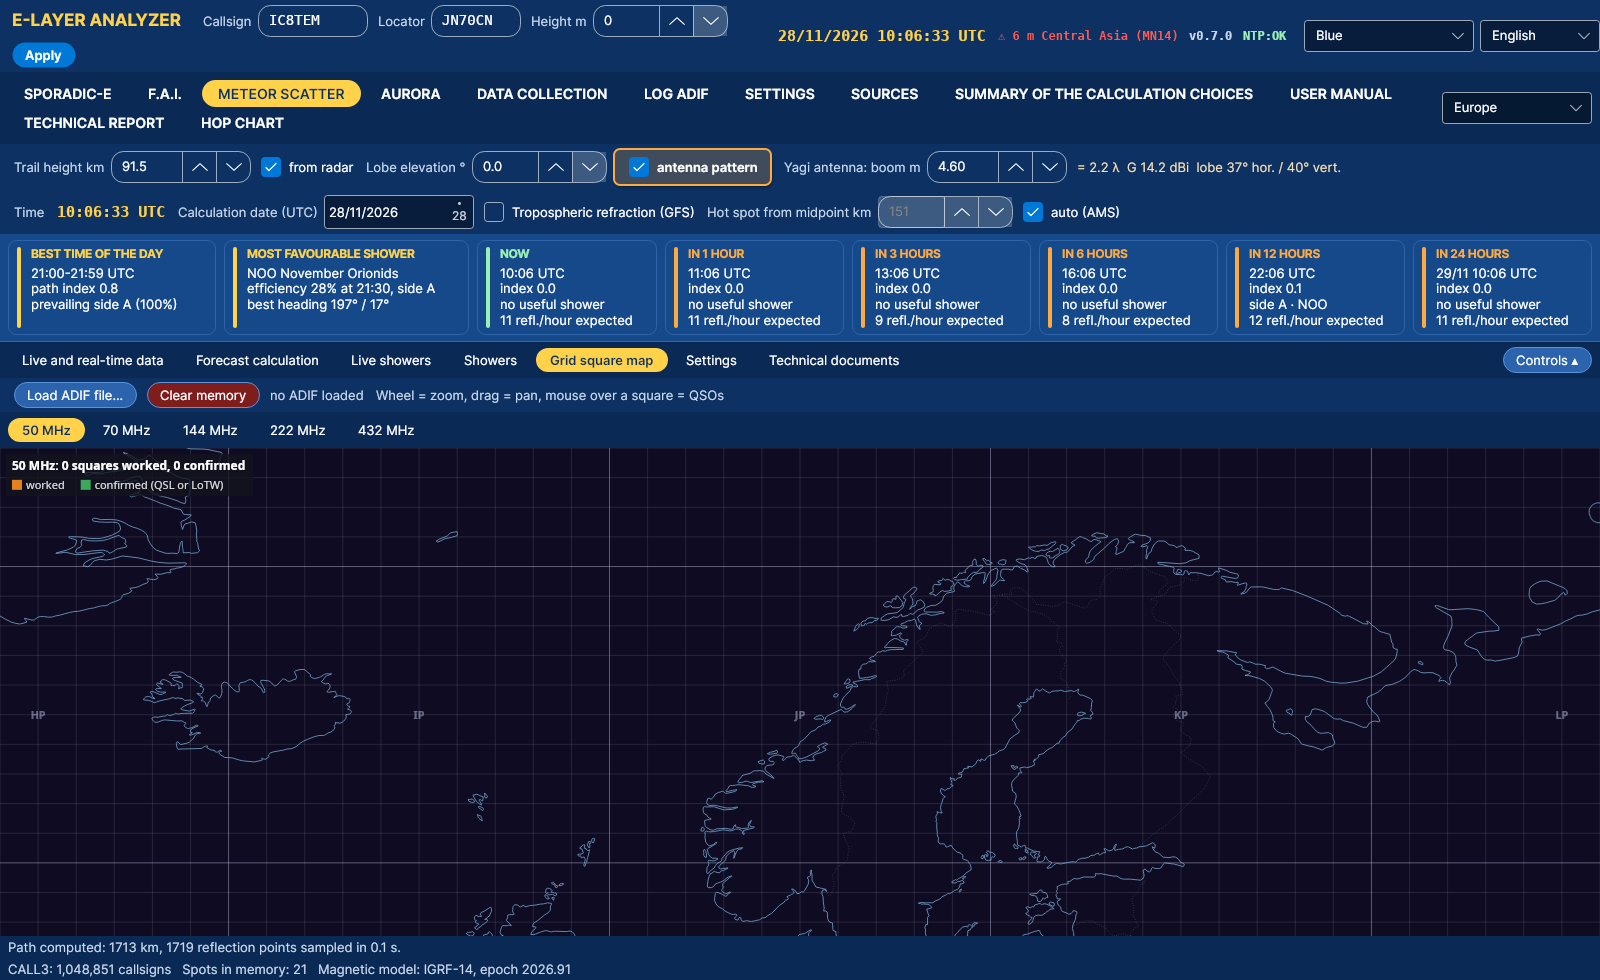 E-LAYER ANALYZER Callsign IC8TEM Locator JN70CN Height m 0
28/11/2026 10:06:33 UTC ⚠ 6 m Central Asia (MN14) v0.7.0 NTP:OK Blue English
Apply
SPORADIC-E F.A.I. METEOR SCATTER AURORA DATA COLLECTION LOG ADIF SETTINGS SOURCES SUMMARY OF THE CALCULATION CHOICES USER MANUAL
TECHNICAL REPORT HOP CHART
Europe
Trail height km 91.5 from radar Lobe elevation ° 0.0 antenna pattern Yagi antenna: boom m 4.60 = 2.2 λ G 14.2 dBi lobe 37° hor. / 40° vert.
Time 10:06:33 UTC Calculation date (UTC) 28/11/2026 28 Tropospheric refraction (GFS) Hot spot from midpoint km 151 auto (AMS)
BEST TIME OF THE DAY
21:00-21:59 UTC
path index 0.8
prevailing side A (100%)
MOST FAVOURABLE SHOWER
NOO November Orionids
efficiency 28% at 21:30, side A
best heading 197° / 17°
NOW
10:06 UTC
index 0.0
no useful shower
11 refl./hour expected
IN 1 HOUR
11:06 UTC
index 0.0
no useful shower
11 refl./hour expected
IN 3 HOURS
13:06 UTC
index 0.0
no useful shower
9 refl./hour expected
IN 6 HOURS
16:06 UTC
index 0.0
no useful shower
8 refl./hour expected
IN 12 HOURS
22:06 UTC
index 0.1
side A · NOO
12 refl./hour expected
IN 24 HOURS
29/11 10:06 UTC
index 0.0
no useful shower
11 refl./hour expected
Live and real-time data Forecast calculation Live showers Showers Grid square map Settings Technical documents Controls ▴
Load ADIF file... Clear memory no ADIF loaded Wheel = zoom, drag = pan, mouse over a square = QSOs
50 MHz 70 MHz 144 MHz 222 MHz 432 MHz
50 MHz: 0 squares worked, 0 confirmed
worked confirmed (QSL or LoTW)
HP IP JP KP LP
Path computed: 1713 km, 1719 reflection points sampled in 0.1 s.
CALL3: 1,048,851 callsigns Spots in memory: 21 Magnetic model: IGRF-14, epoch 2026.91